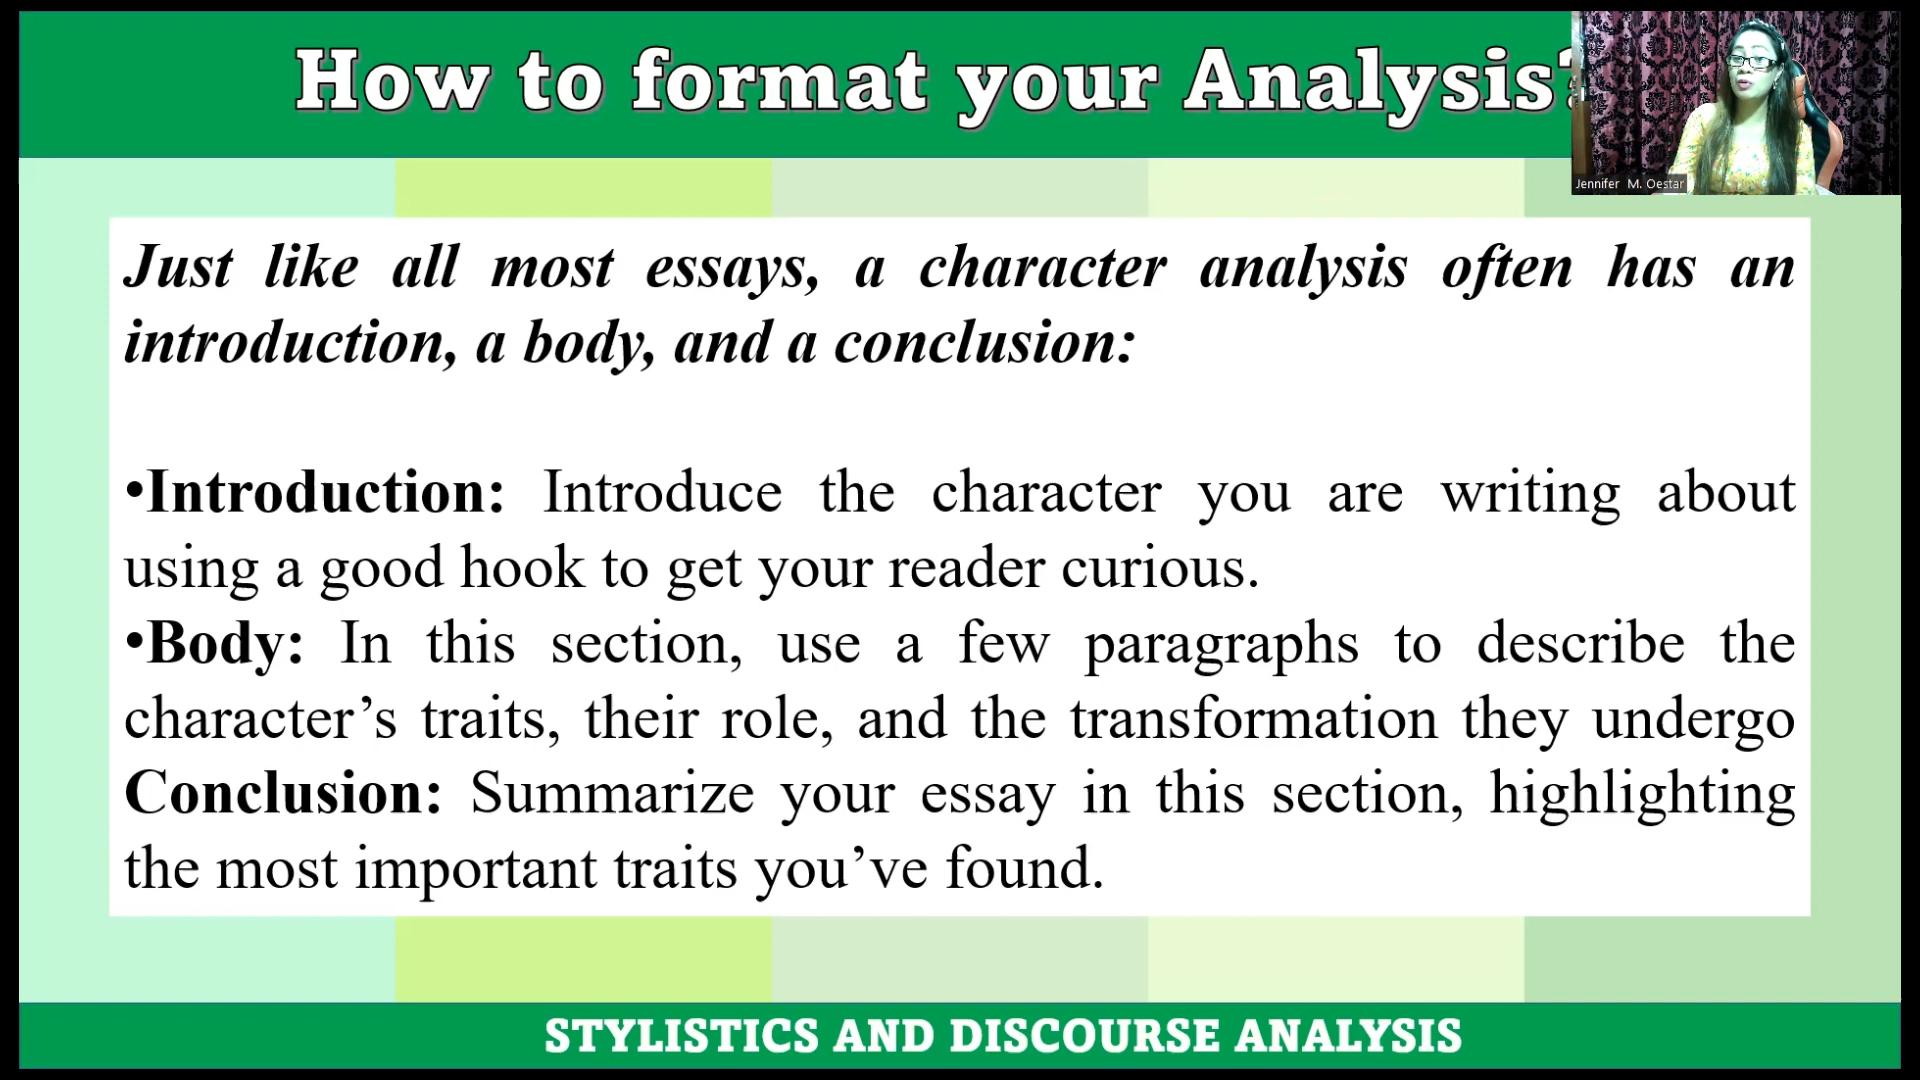 How to format your Analysis?
Jennifer M. Oestar
Just like all most essays, a character analysis often has an
introduction, a body, and a conclusion:
•Introduction: Introduce the character you are writing about
using a good hook to get your reader curious.
•Body: In this section, use a few paragraphs to describe the
character’s traits, their role, and the transformation they undergo
Conclusion: Summarize your essay in this section, highlighting
the most important traits you’ve found.
STYLISTICS AND DISCOURSE ANALYSIS